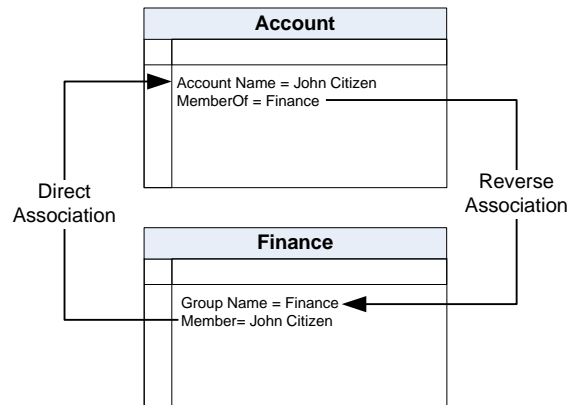 Account
Account Name = John Citizen
MemberOf = Finance
Direct
Association
Reverse
Association
Finance
Group Name = Finance
Member= John Citizen